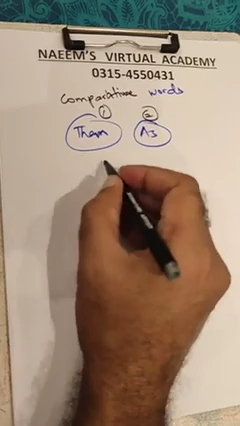 NAEEM'S VIRTUAL ACADEMY
0315-4550431
comparative words
① ②
Than As